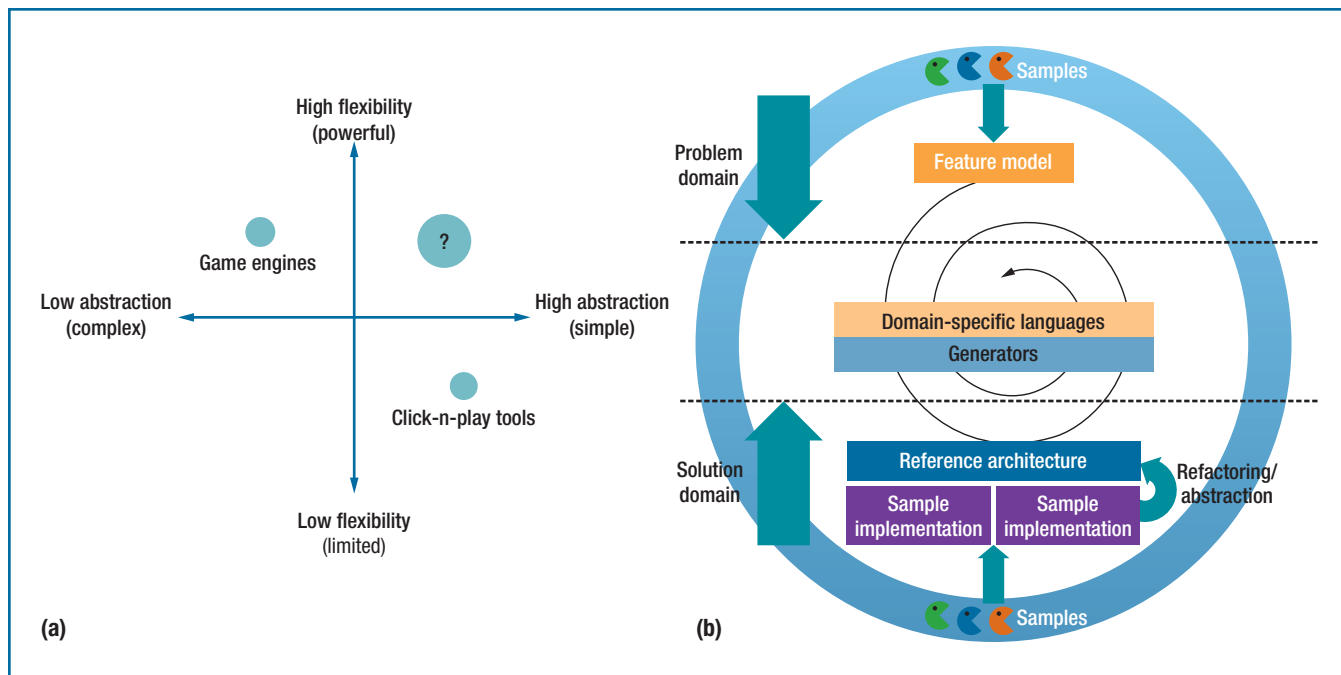 High flexibility
(powerful)
?
Game engines
Low abstraction
(complex)
High abstraction
(simple)
Click-n-play tools
Low flexibility
(limited)
(a)
Samples
Problem
domain
Feature model
Domain-specific languages
Generators
Solution
domain
Reference architecture
Refactoring/
abstraction
Sample
implementation
Sample
implementation
Samples
(b)